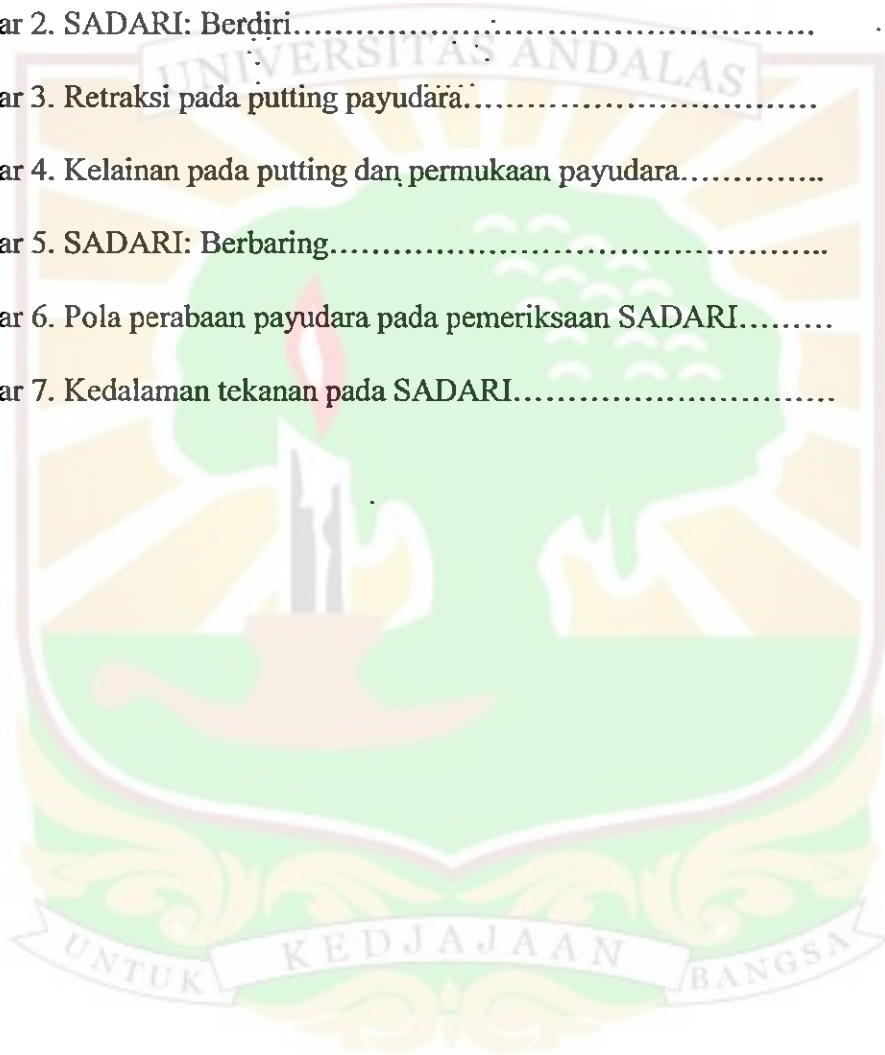 ar 2. SADARI: Berdiri……………………………………………
UNIVERSITAS ANDALAS
ar 3. Retraksi pada putting payudara………………………………
ar 4. Kelainan pada putting dan permukaan payudara…………..
ar 5. SADARI: Berbaring…………………………………………..
ar 6. Pola perabaan payudara pada pemeriksaan SADARI………
ar 7. Kedalaman tekanan pada SADARI…………………………
UNTUK KEDJAJAAN BANGSA